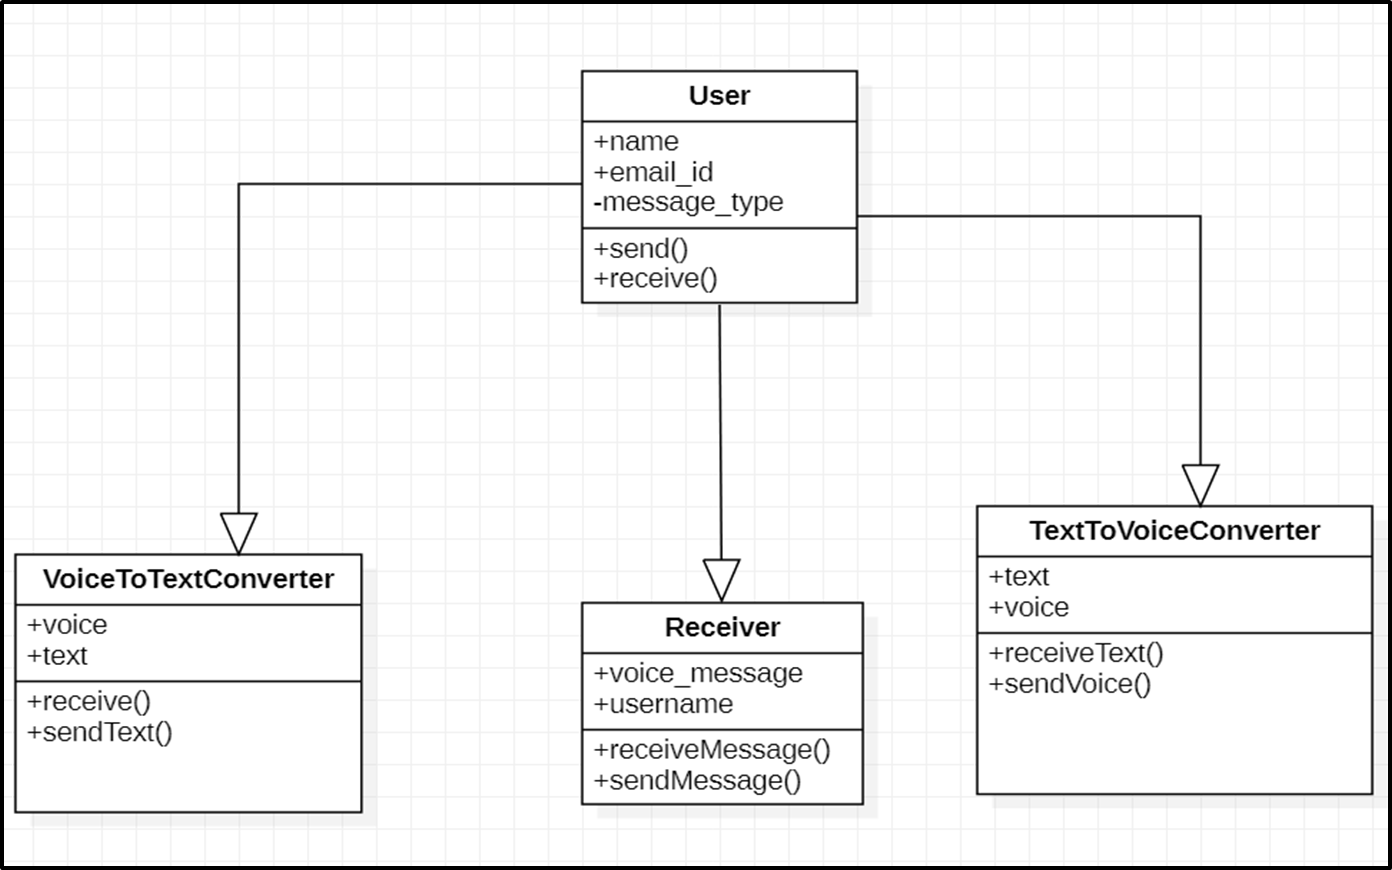 User
+name
+email_id
-message_type
+send()
+receive()
VoiceToTextConverter
+voice
+text
+receive()
+sendText()
Receiver
+voice_message
+username
+receiveMessage()
+sendMessage()
TextToVoiceConverter
+text
+voice
+receiveText()
+sendVoice()